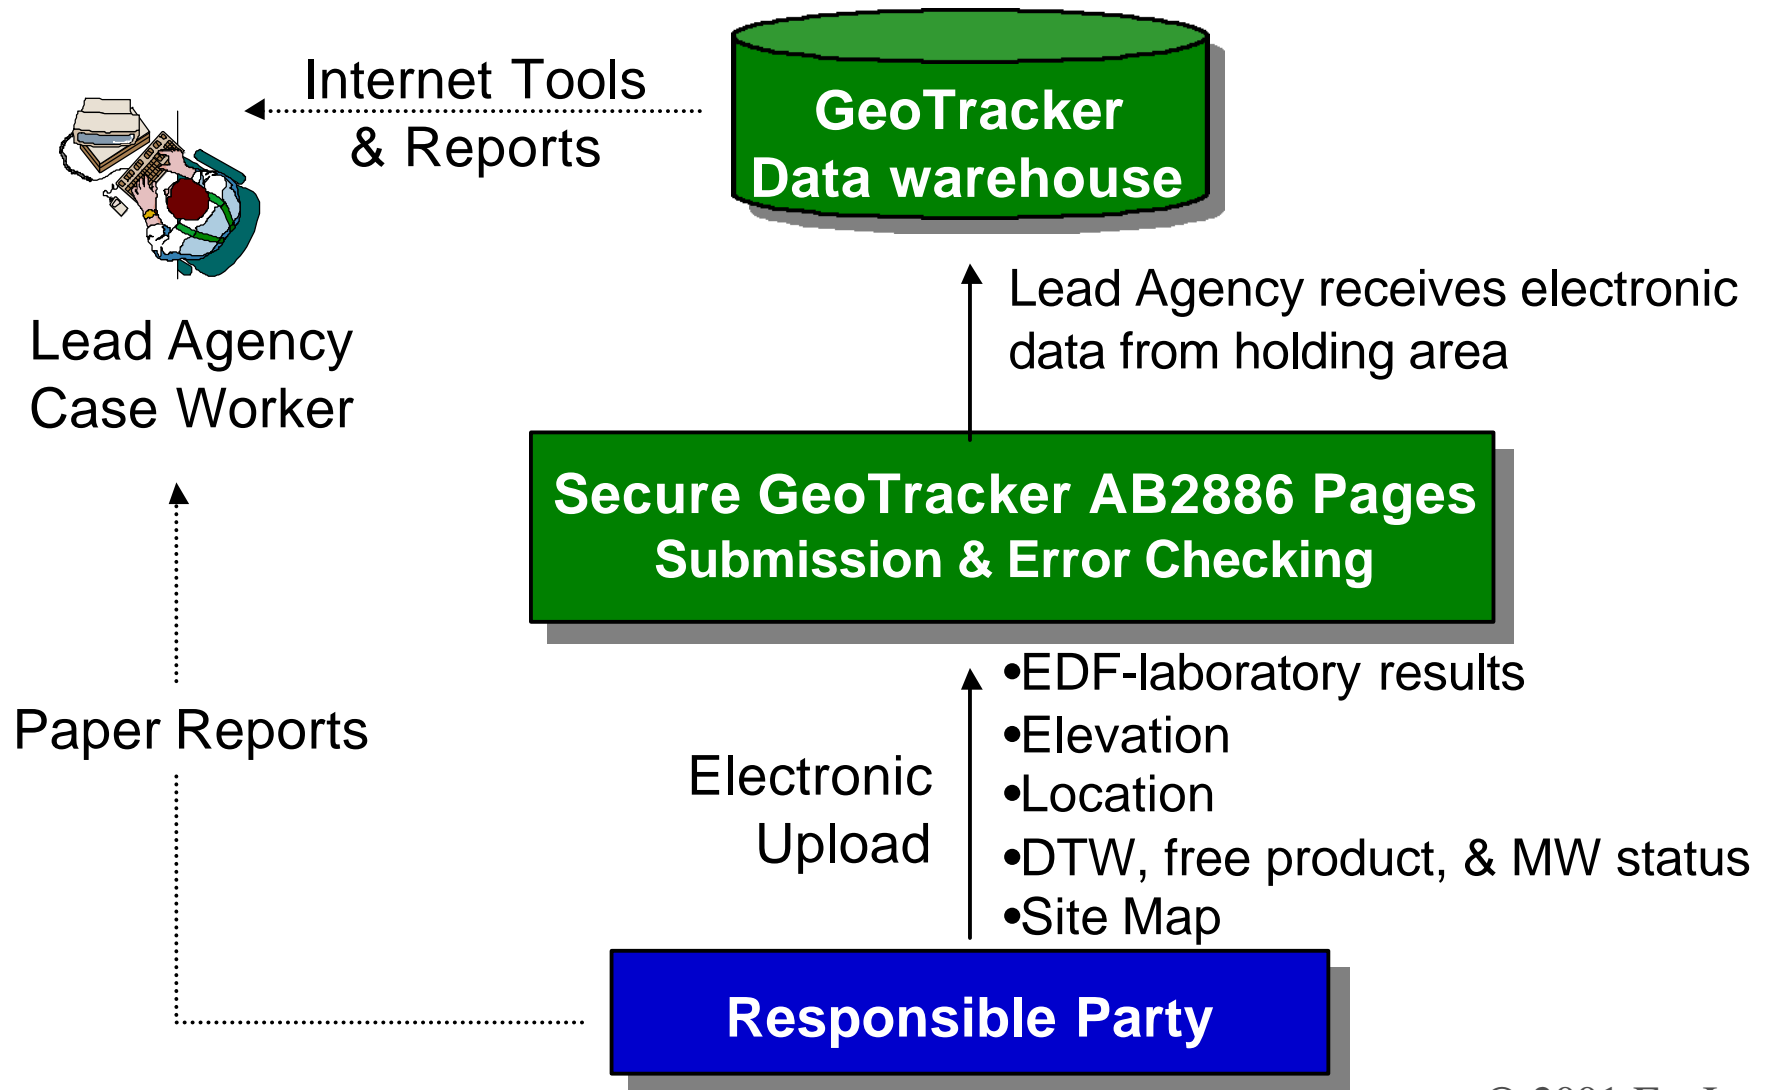 Internet Tools
& Reports
GeoTracker
Data warehouse
Lead Agency
Case Worker
Lead Agency receives electronic
data from holding area
Secure GeoTracker AB2886 Pages
Submission & Error Checking
Paper Reports
Electronic
Upload
•EDF-laboratory results
•Elevation
•Location
•DTW, free product, & MW status
•Site Map
Responsible Party